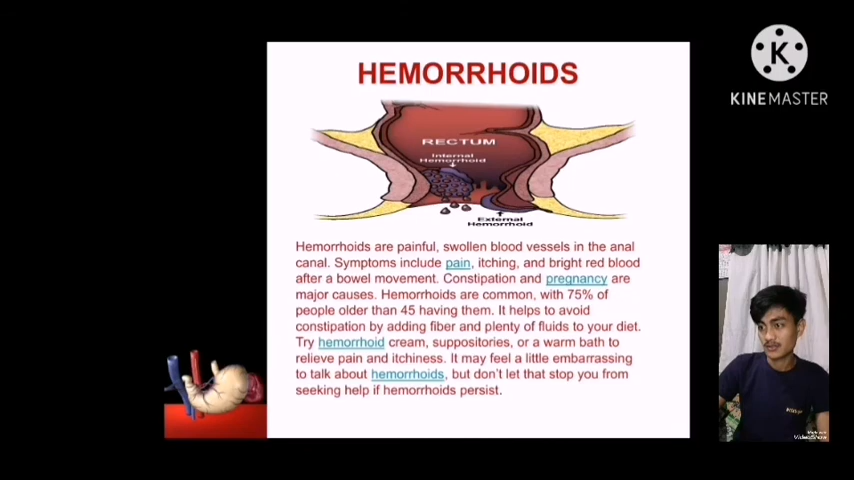 HEMORRHOIDS
RECTUM
Internal
Hemorrhoid
External
Hemorrhoid
Hemorrhoids are painful, swollen blood vessels in the anal
canal. Symptoms include pain, itching, and bright red blood
after a bowel movement. Constipation and pregnancy are
major causes. Hemorrhoids are common, with 75% of
people older than 45 having them. It helps to avoid
constipation by adding fiber and plenty of fluids to your diet.
Try hemorrhoid cream, suppositories, or a warm bath to
relieve pain and itchiness. It may feel a little embarrassing
to talk about hemorrhoids, but don't let that stop you from
seeking help if hemorrhoids persist.
K
KINEMASTER
Made with
VideoShow